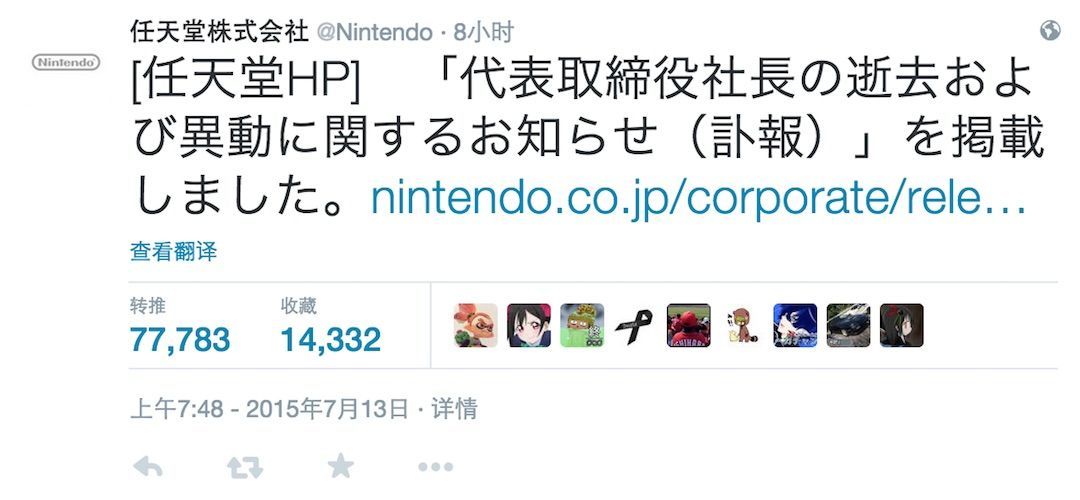 任天堂株式会社 @Nintendo · 8小时
Nintendo
[任天堂HP]　「代表取締役社長の逝去およ
び異動に関するお知らせ（訃報）」を掲載
しました。nintendo.co.jp/corporate/rele…
查看翻译
转推 收藏
77,783 14,332
上午7:48 - 2015年7月13日 · 详情